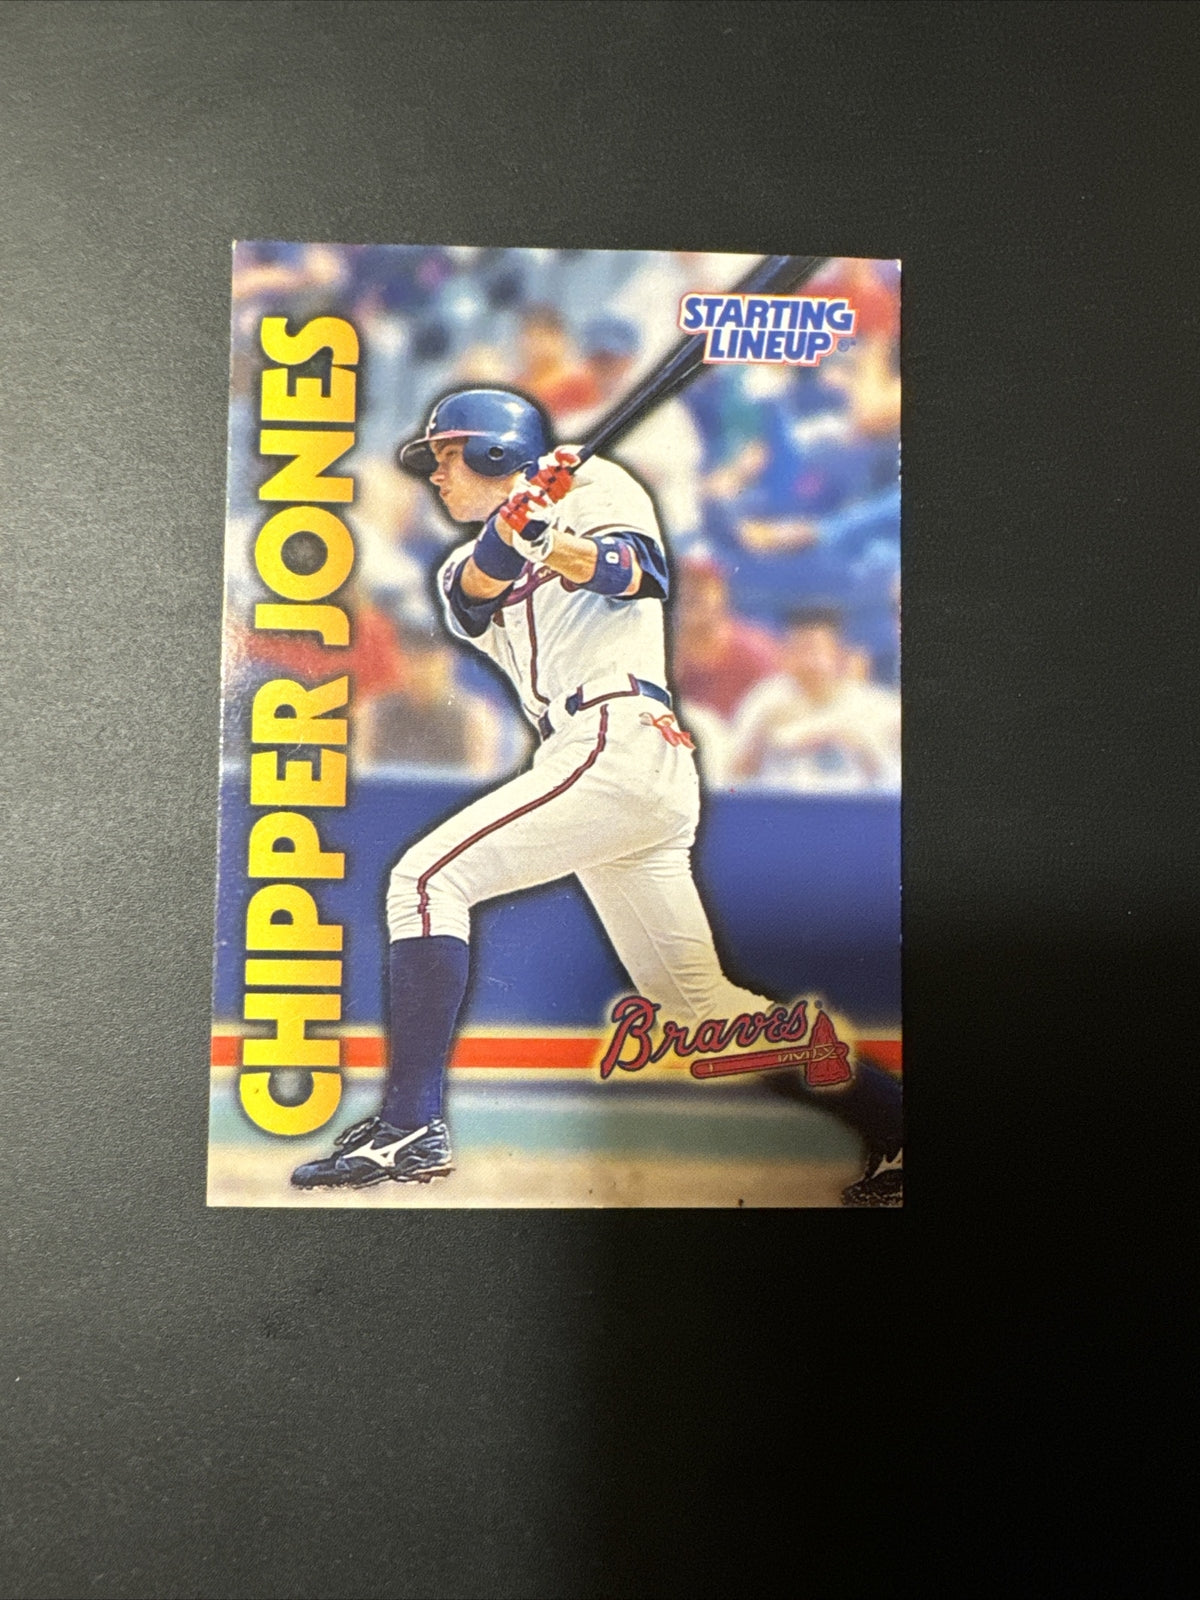 STARTING
LINEUP®
CHIPPER JONES
Braves